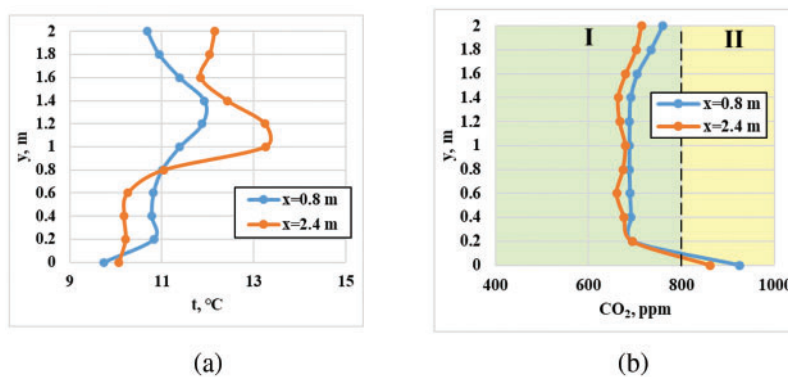 2
1.8
1.6
1.4
1.2
1
0.8
0.6
0.4
0.2
0
y, m
x=0.8 m
x=2.4 m
9 11 13 15
t, °C
(a)
I II
2
1.8
1.6
1.4
1.2
1
0.8
0.6
0.4
0.2
0
y, m
x=0.8 m
x=2.4 m
400 600 800 1000
CO₂, ppm
(b)